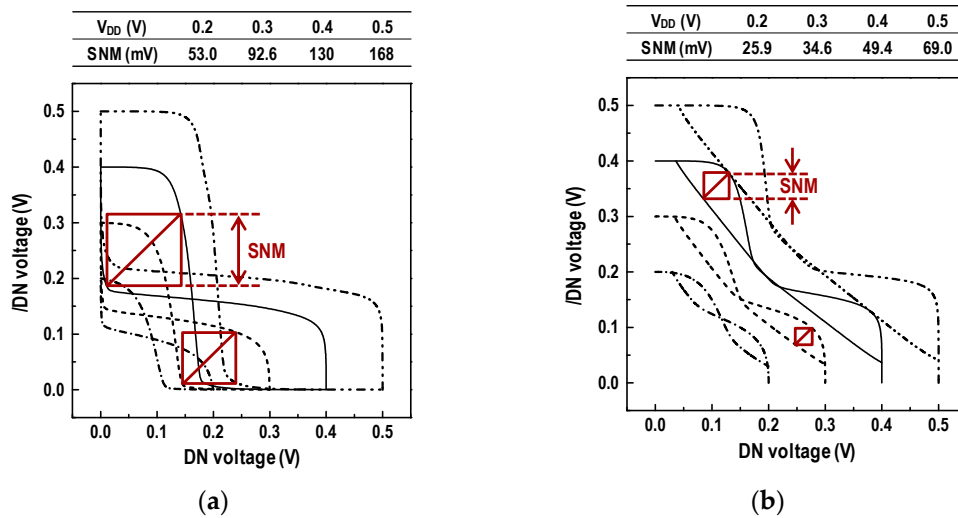 V_DD (V) 0.2 0.3 0.4 0.5
SNM (mV) 53.0 92.6 130 168
0.5
0.4
0.3
0.2
0.1
0.0
/DN voltage (V)
SNM
0.0 0.1 0.2 0.3 0.4 0.5
DN voltage (V)
(a)
V_DD (V) 0.2 0.3 0.4 0.5
SNM (mV) 25.9 34.6 49.4 69.0
0.5
0.4
0.3
0.2
0.1
0.0
/DN voltage (V)
SNM
0.0 0.1 0.2 0.3 0.4 0.5
DN voltage (V)
(b)